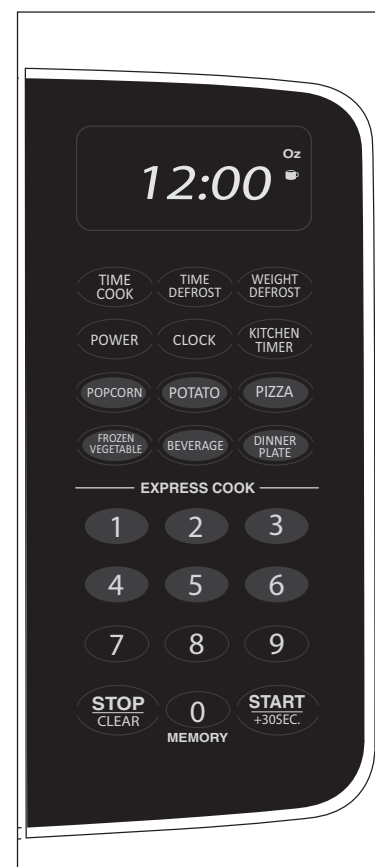 Oz
12:00
TIME COOK
TIME DEFROST
WEIGHT DEFROST
POWER
CLOCK
KITCHEN TIMER
POPCORN
POTATO
PIZZA
FROZEN VEGETABLE
BEVERAGE
DINNER PLATE
EXPRESS COOK
1
2
3
4
5
6
7
8
9
STOP
CLEAR
0
MEMORY
START
+30SEC.